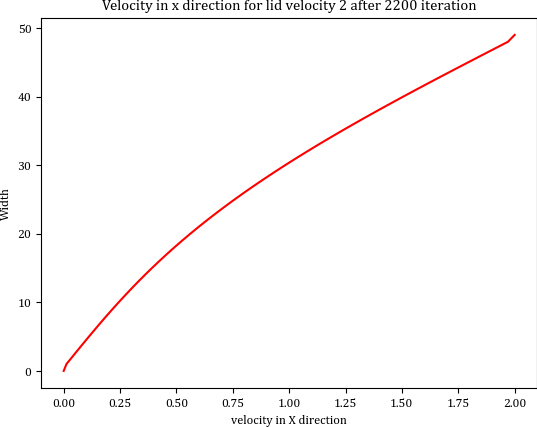 Velocity in x direction for lid velocity 2 after 2200 iteration
50
40
30
20
10
0
Width
0.00 0.25 0.50 0.75 1.00 1.25 1.50 1.75 2.00
velocity in X direction